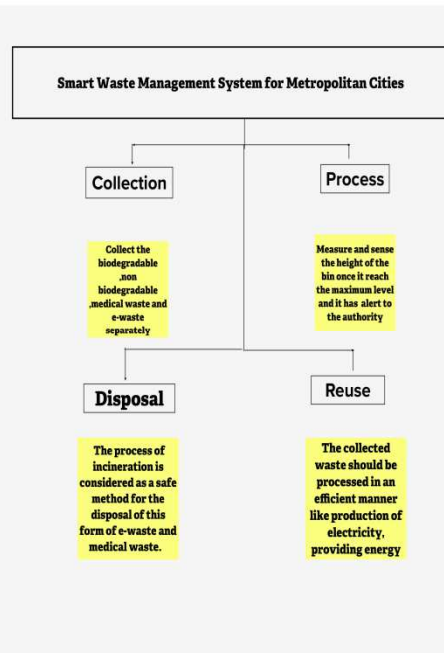 Smart Waste Management System for Metropolitan Cities
Collection
Process
Collect the
biodegradable
,non
biodegradable
,medical waste and
e-waste
separately
Measure and sense
the height of the
bin once it reach
the maximum level
and it has alert to
the authority
Disposal
Reuse
The process of
incineration is
considered as a safe
method for the
disposal of this
form of e-waste and
medical waste.
The collected
waste should be
processed in an
efficient manner
like production of
electricity,
providing energy